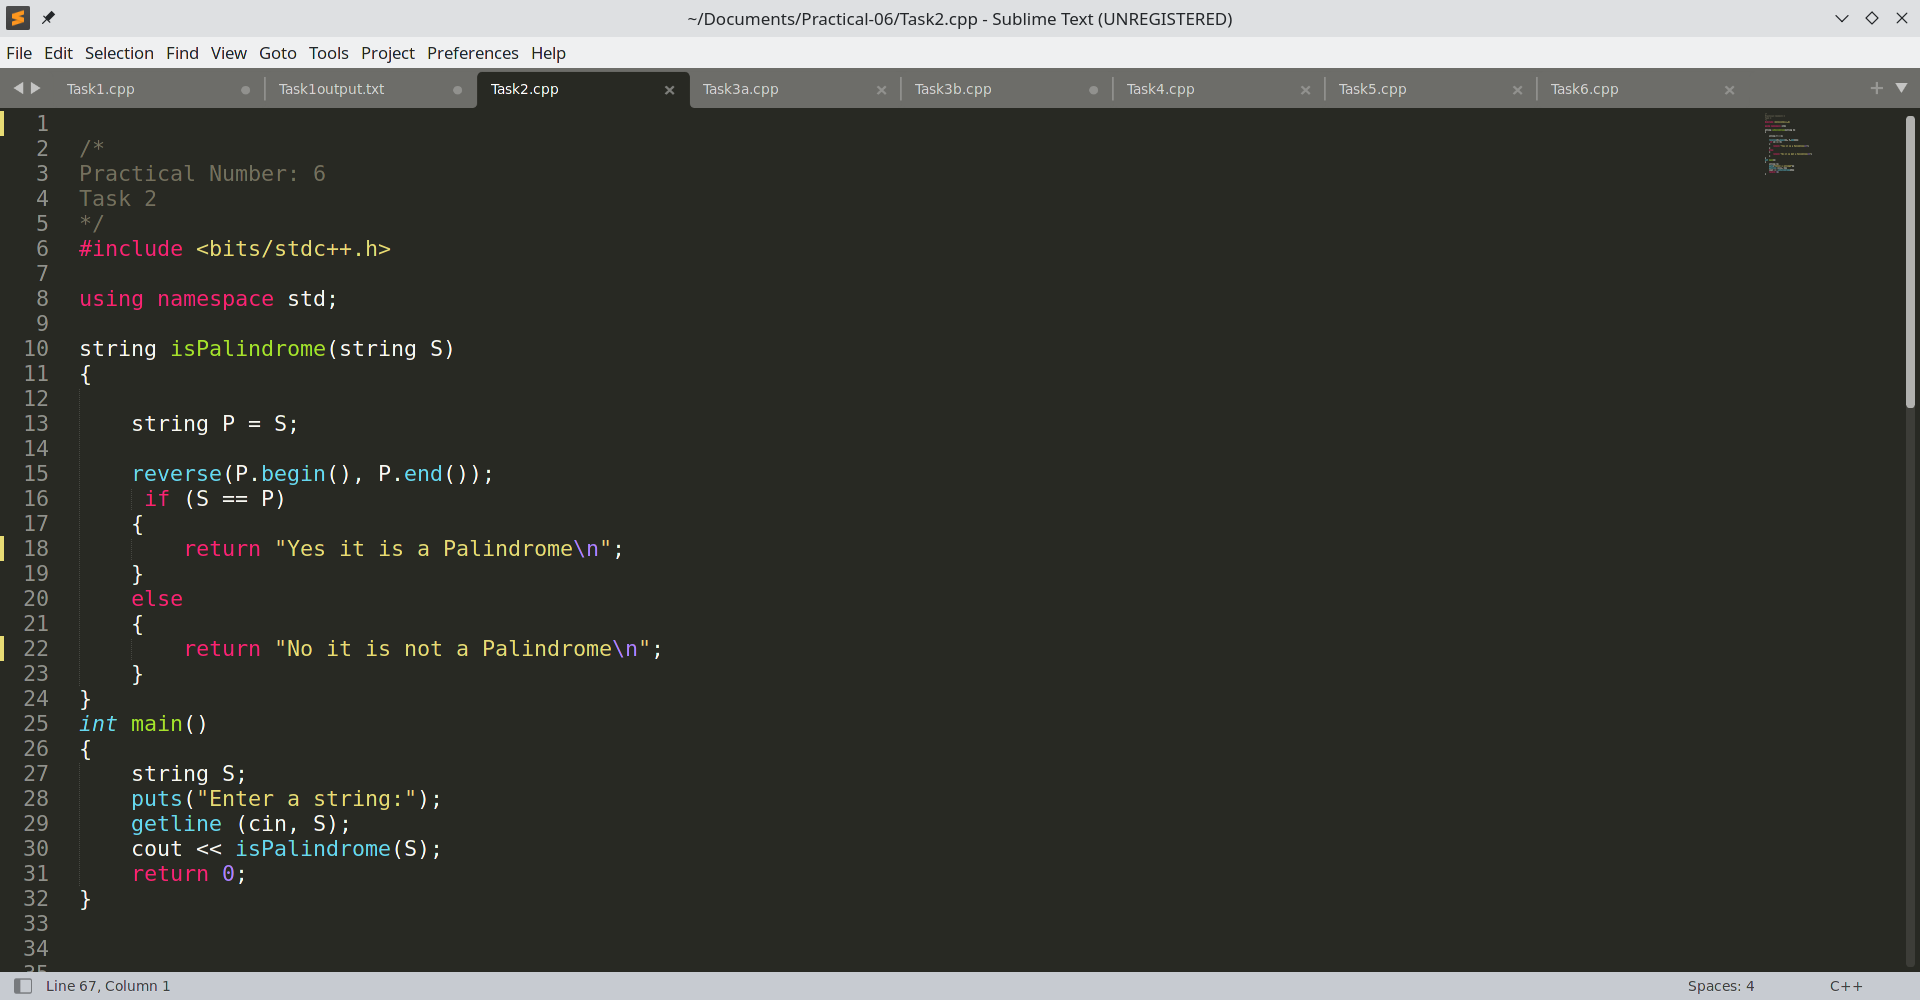 ~/Documents/Practical-06/Task2.cpp - Sublime Text (UNREGISTERED)
File Edit Selection Find View Goto Tools Project Preferences Help
Task1.cpp Task1output.txt Task2.cpp Task3a.cpp Task3b.cpp Task4.cpp Task5.cpp Task6.cpp
1
2 /*
3 Practical Number: 6
4 Task 2
5 */
6 #include <bits/stdc++.h>
7
8 using namespace std;
9
10 string isPalindrome(string S)
11 {
12
13     string P = S;
14
15     reverse(P.begin(), P.end());
16      if (S == P)
17     {
18         return "Yes it is a Palindrome\n";
19     }
20     else
21     {
22         return "No it is not a Palindrome\n";
23     }
24 }
25 int main()
26 {
27     string S;
28     puts("Enter a string:");
29     getline (cin, S);
30     cout << isPalindrome(S);
31     return 0;
32 }
33
34
35
Line 67, Column 1 Spaces: 4 C++